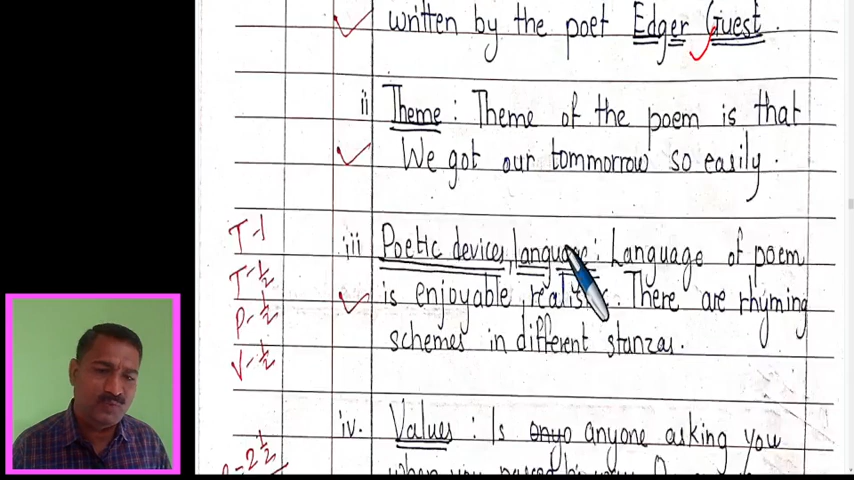 written by the poet Edger Guest.
ii Theme: Theme of the poem is that
We got our tommorrow so easily.
T-1
iii Poetic devices, language: Language of poem
T-½
is enjoyable, realistic. There are rhyming
P-½
schemes in different stanzas.
V-½
iv. Values: Is anyone asking you
2½